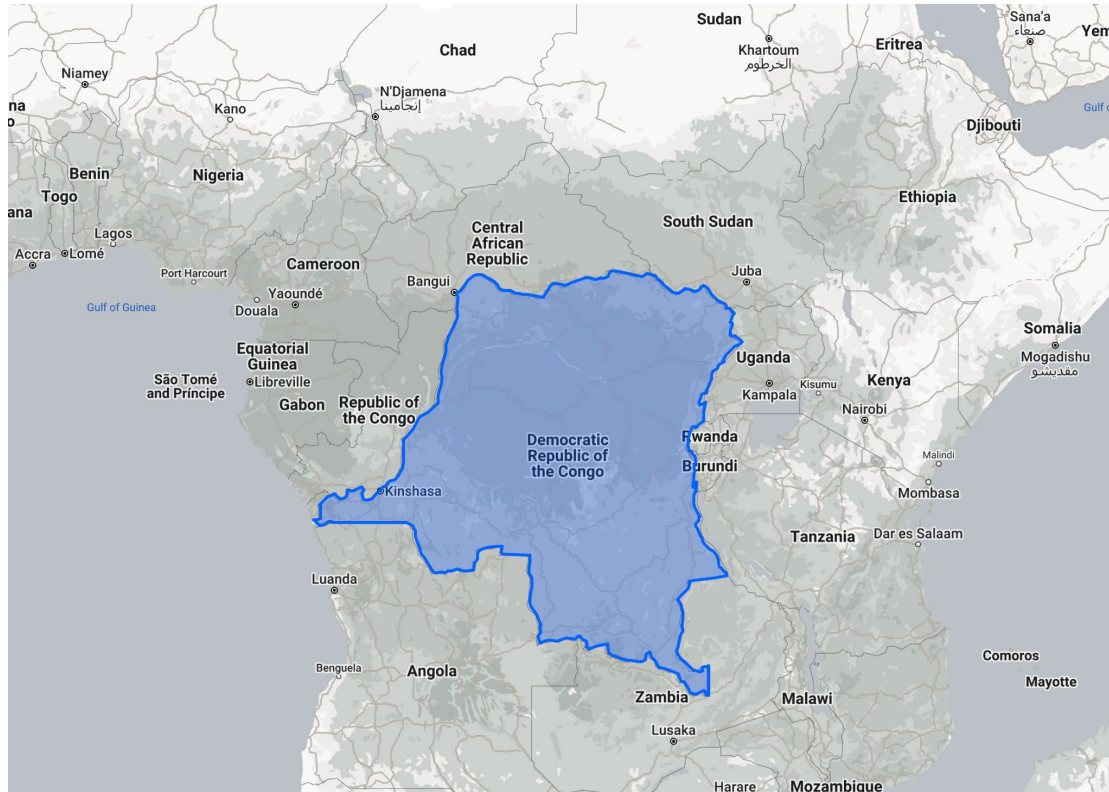 Sudan
Sana'a
صنعاء
Yem
Chad
Khartoum
الخرطوم
Eritrea
Niamey
N'Djamena
إنجامينا
Kano
na
o
Gulf o
Djibouti
Benin
Nigeria
Togo
Ethiopia
ana
South Sudan
Lagos
Central
African
Republic
Accra
Lomé
Cameroon
Port Harcourt
Bangui
Juba
Yaoundé
Gulf of Guinea
Douala
Somalia
Equatorial
Guinea
Uganda
Mogadishu
مقديشو
São Tomé
and Príncipe
Libreville
Kisumu
Kenya
Gabon
Republic of
the Congo
Kampala
Nairobi
Democratic
Republic of
the Congo
Rwanda
Malindi
Burundi
Kinshasa
Mombasa
Tanzania
Dar es Salaam
Luanda
Comoros
Benguela
Angola
Mayotte
Zambia
Malawi
Lusaka
Harare
Mozambique